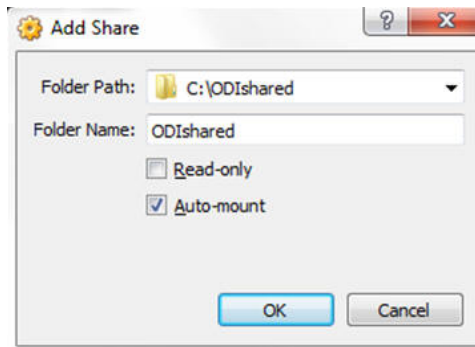 Add Share
Folder Path: C:\ODIshared
Folder Name: ODIshared
Read-only
Auto-mount
OK Cancel